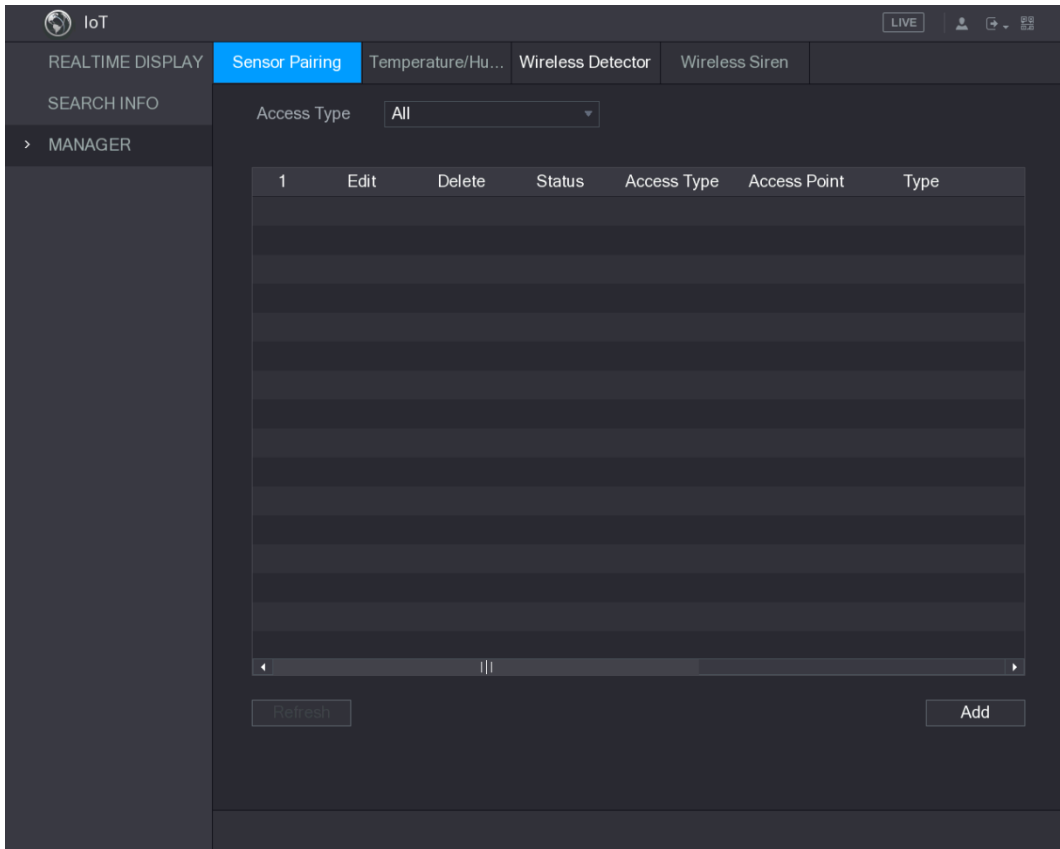 IoT
LIVE
REALTIME DISPLAY
SEARCH INFO
MANAGER
Sensor Pairing
Temperature/Hu...
Wireless Detector
Wireless Siren
Access Type
All
1 Edit Delete Status Access Type Access Point Type
Refresh
Add